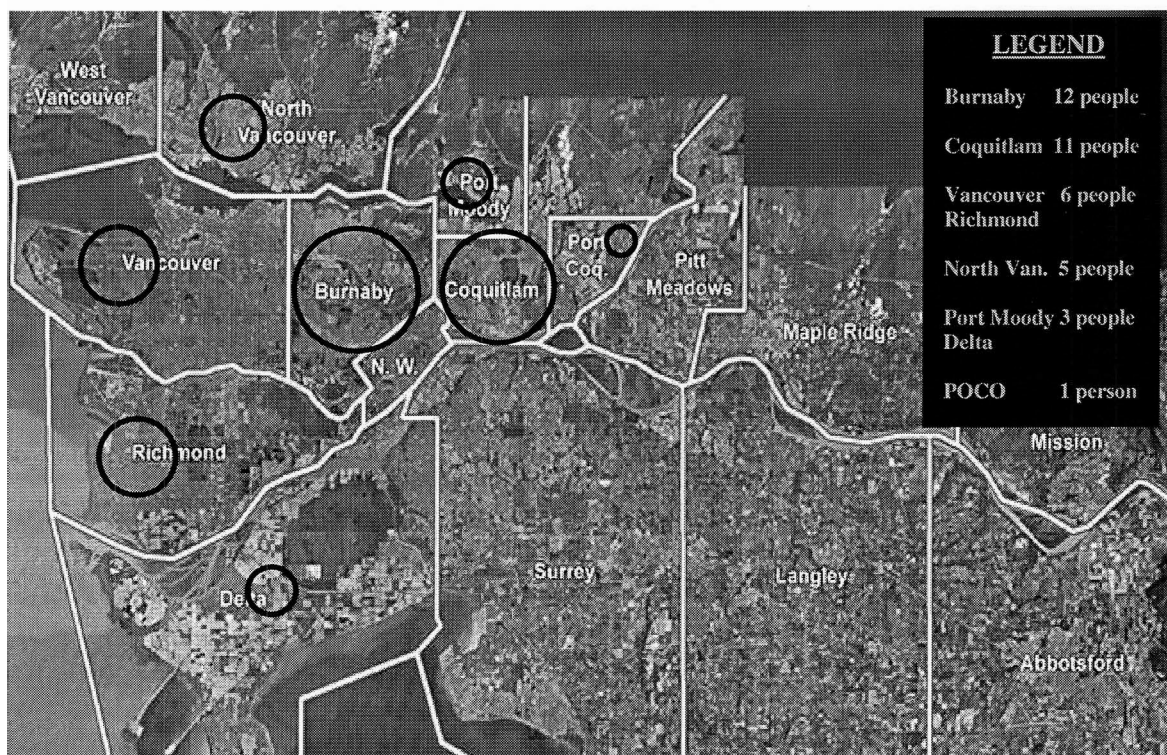 West
Vancouver
North
Vancouver
Port
Moody
Vancouver
Burnaby
Coquitlam
Port
Coq.
Pitt
Meadows
Maple Ridge
N. W.
Richmond
Mission
Delta
Surrey
Langley
Abbotsford
LEGEND
Burnaby 12 people
Coquitlam 11 people
Vancouver 6 people
Richmond
North Van. 5 people
Port Moody 3 people
Delta
POCO 1 person